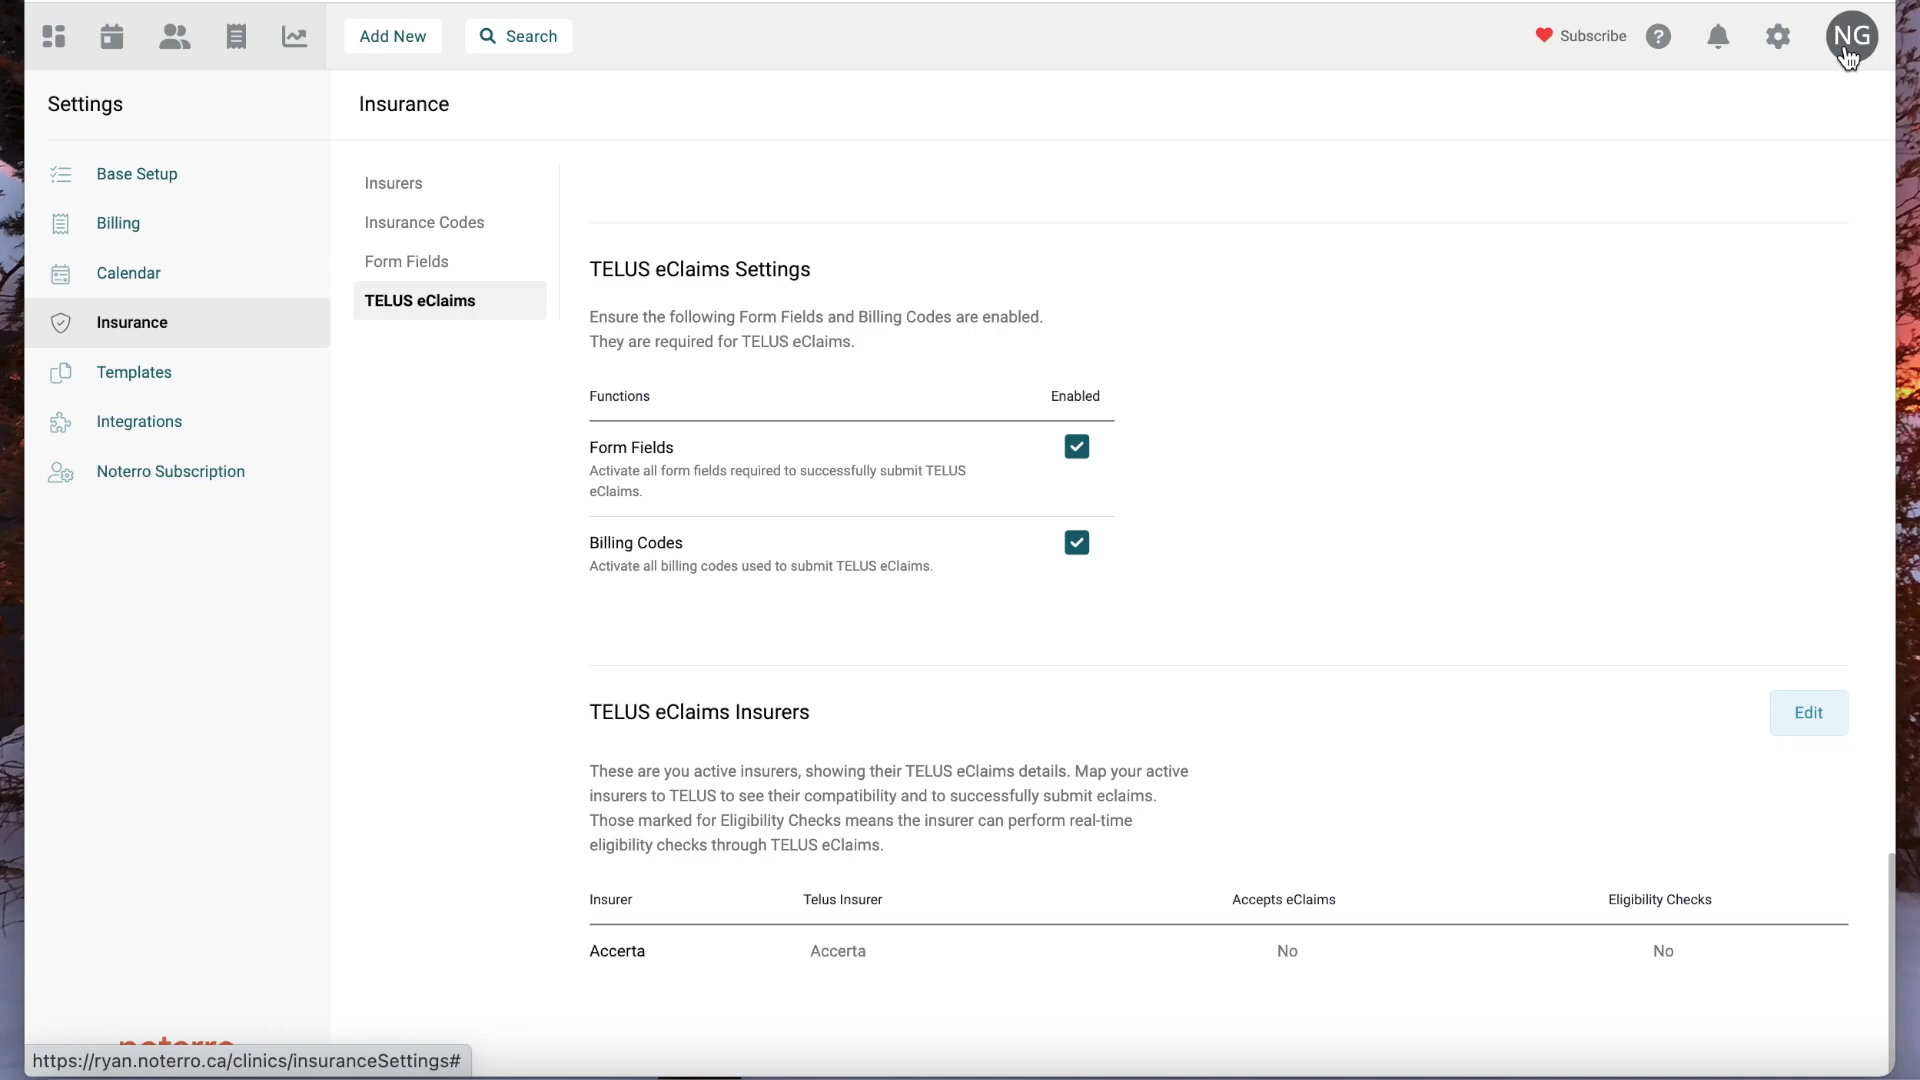 Add New
Search
Subscribe
NG
Settings
Insurance
Base Setup
Billing
Calendar
Insurance
Templates
Integrations
Noterro Subscription
Insurers
Insurance Codes
Form Fields
TELUS eClaims
TELUS eClaims Settings
Ensure the following Form Fields and Billing Codes are enabled.
They are required for TELUS eClaims.
Functions Enabled
Form Fields
Activate all form fields required to successfully submit TELUS
eClaims.
Billing Codes
Activate all billing codes used to submit TELUS eClaims.
TELUS eClaims Insurers
Edit
These are you active insurers, showing their TELUS eClaims details. Map your active
insurers to TELUS to see their compatibility and to successfully submit eclaims.
Those marked for Eligibility Checks means the insurer can perform real-time
eligibility checks through TELUS eClaims.
Insurer Telus Insurer Accepts eClaims Eligibility Checks
Accerta Accerta No No
noterro
https://ryan.noterro.ca/clinics/insuranceSettings#